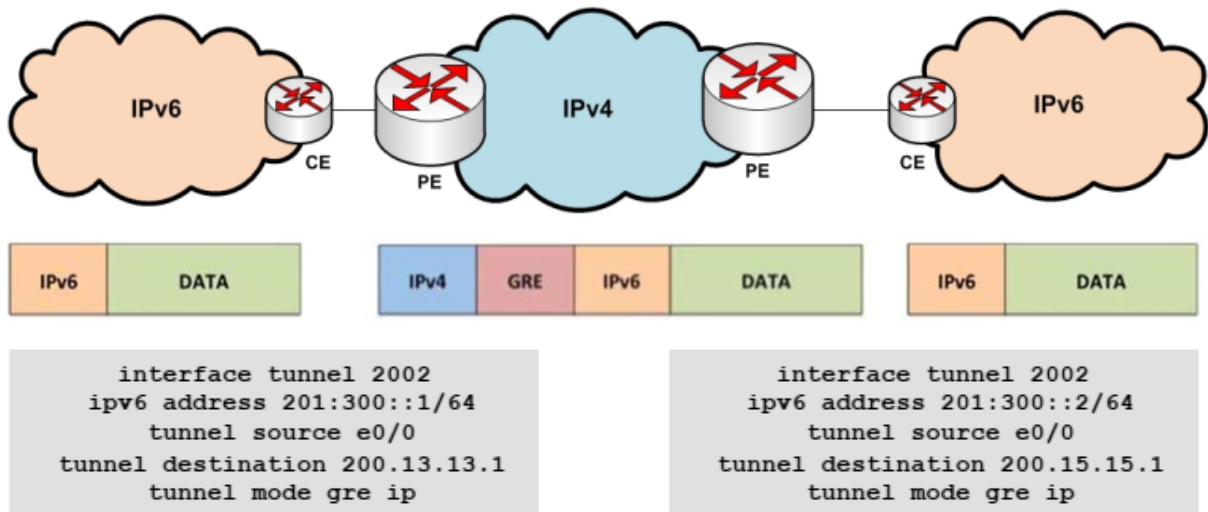 IPv6
IPv4
IPv6
CE
PE
PE
CE
IPv6 DATA
IPv4 GRE IPv6 DATA
IPv6 DATA
interface tunnel 2002
ipv6 address 201:300::1/64
tunnel source e0/0
tunnel destination 200.13.13.1
tunnel mode gre ip
interface tunnel 2002
ipv6 address 201:300::2/64
tunnel source e0/0
tunnel destination 200.15.15.1
tunnel mode gre ip